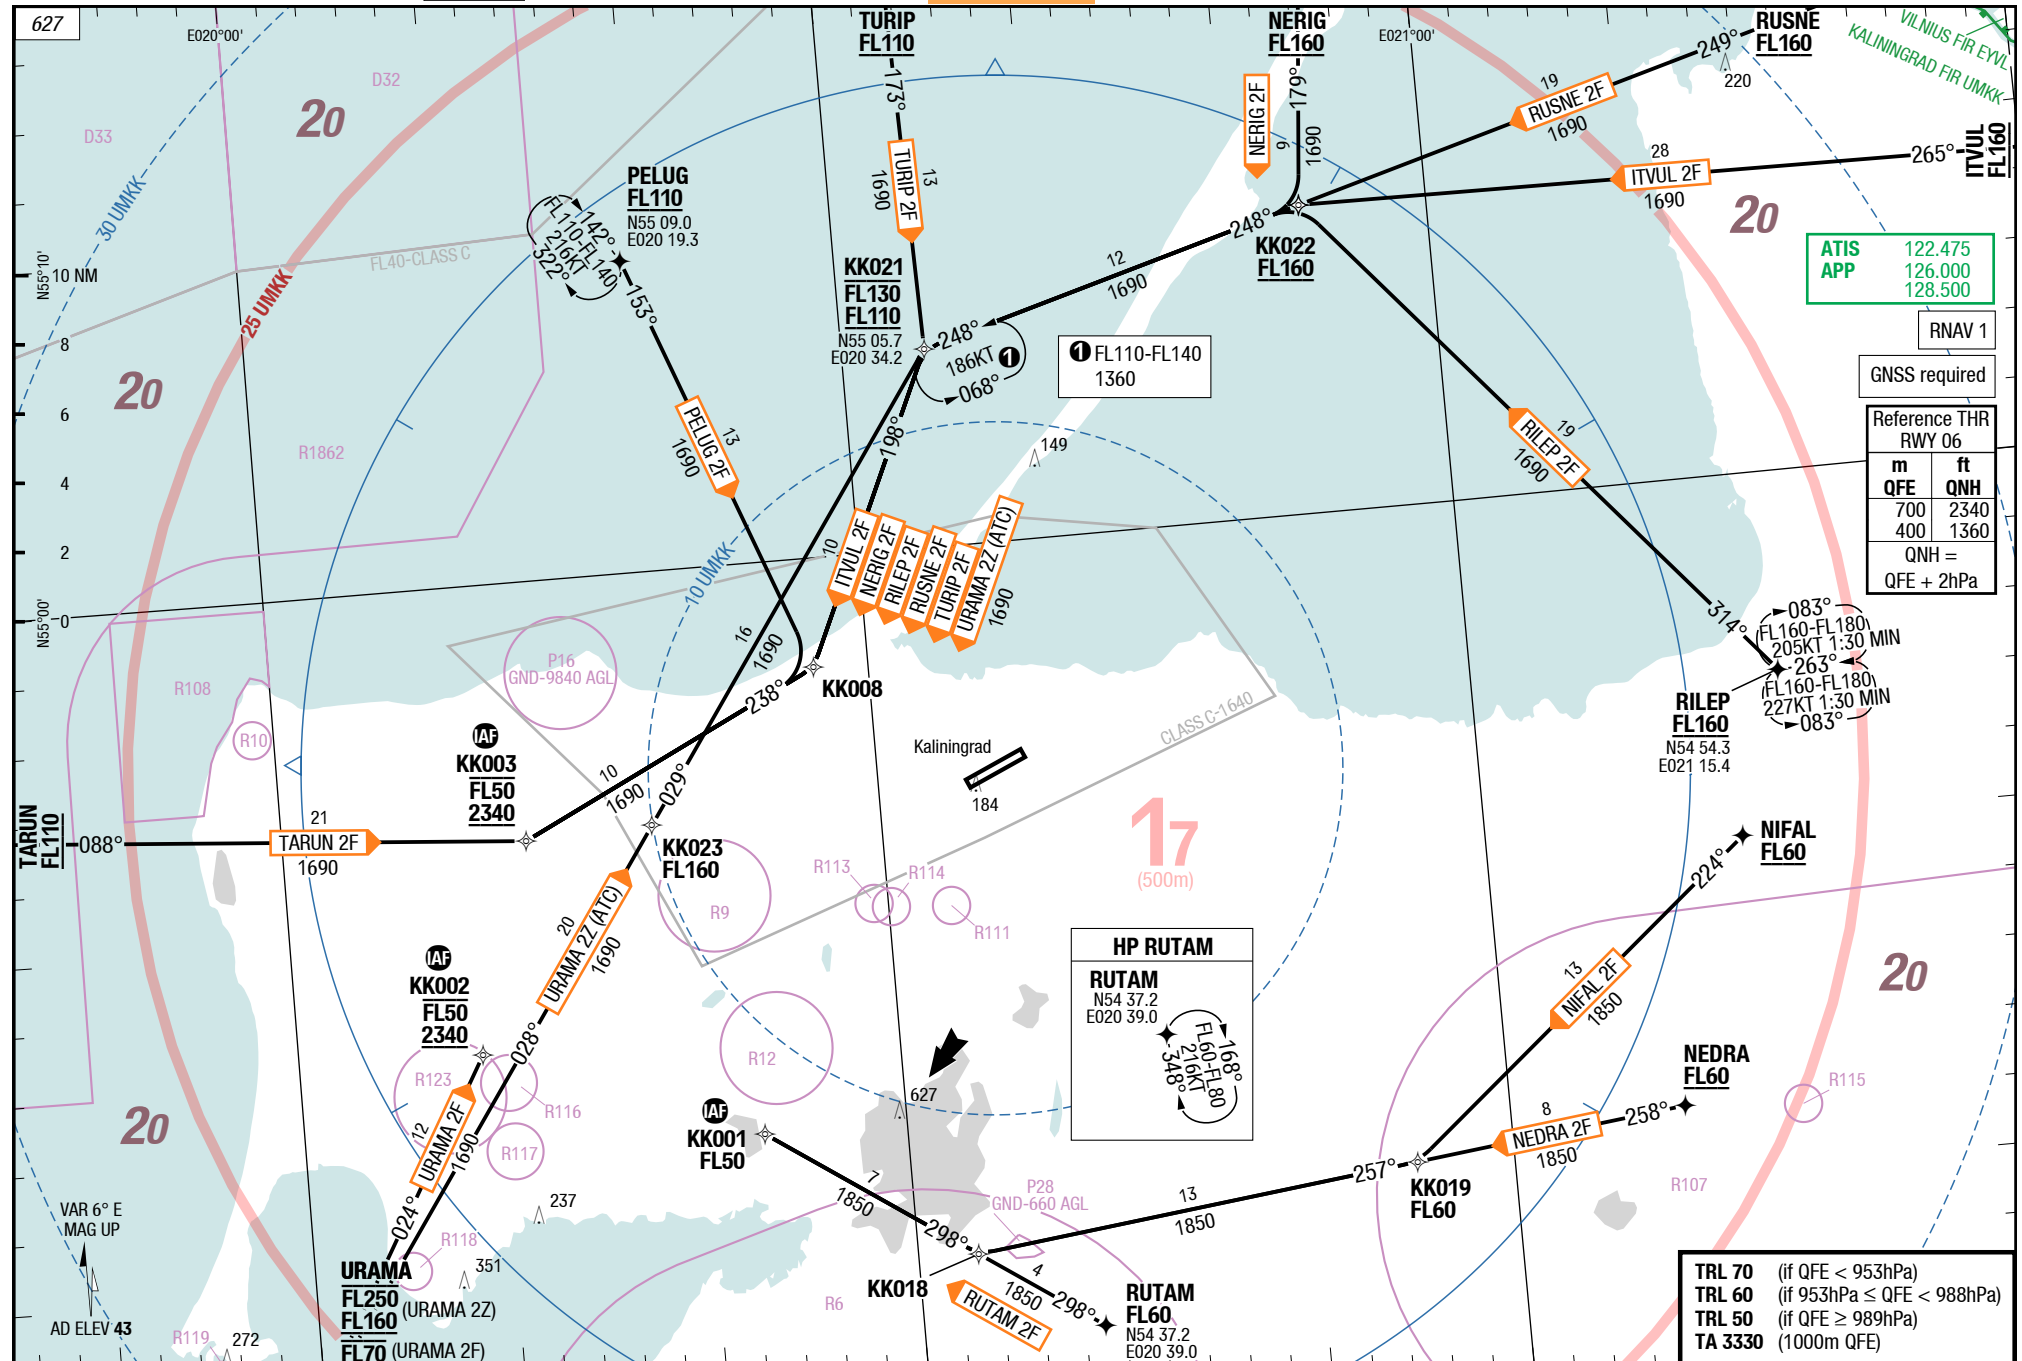 627
E020°00'
TURIP
FL110
NERIG
FL160
E021°00'
RUSNE
FL160
VILNIUS FIR EYVL
KALININGRAD FIR UMKK
D32
D33
20
173°
179°
NERIG 2F
9
1690
249°
220
19
RUSNE 2F
1690
28
ITVUL 2F
1690
265°
ITVUL
FL160
20
30 UMKK
PELUG
FL110
N55 09.0
E020 19.3
142°
FL110-FL140
216KT
322°
TURIP 2F
13
1690
FL40-CLASS C
N55°10'
10 NM
25 UMKK
153°
KK021
FL130
FL110
N55 05.7
E020 34.2
248°
12
1690
248°
KK022
FL160
186KT 1
068°
1 FL110-FL140
1360
ATIS 122.475
APP 126.000
128.500
RNAV 1
GNSS required
Reference THR
RWY 06
m ft
QFE QNH
700 2340
400 1360
QNH =
QFE + 2hPa
8
6
4
2
0
20
R1862
PELUG 2F
13
1690
198°
149
19
RILEP 2F
1690
10 UMKK
10
ITVUL 2F
NERIG 2F
RILEP 2F
RUSNE 2F
TURIP 2F
URAMA 2Z (ATC)
1690
N55°00'
16
1690
314°
083°
FL160-FL180
205KT 1:30 MIN
263°
FL160-FL180
227KT 1:30 MIN
083°
P16
GND-9840 AGL
R108
R10
238°
KK008
CLASS C-1640
RILEP
FL160
N54 54.3
E021 15.4
IAF
KK003
FL50
2340
10
1690
029°
Kaliningrad
184
TARUN
FL110
088°
21
TARUN 2F
1690
KK023
FL160
17
(500m)
NIFAL
FL60
224°
R9
R113
R114
R111
20
URAMA 2Z (ATC)
1690
HP RUTAM
RUTAM
N54 37.2
E020 39.0
168°
FL60-FL80
216KT
348°
13
NIFAL 2F
1850
20
IAF
KK002
FL50
2340
028°
R12
NEDRA
FL60
R123
R116
R117
R115
627
20
12
URAMA 2F
1690
IAF
KK001
FL50
8
NEDRA 2F
1850
258°
257°
KK019
FL60
R107
VAR 6° E
MAG UP
024°
237
R118
351
7
1850
298°
P28
GND-660 AGL
13
1850
URAMA
FL250
FL160 (URAMA 2Z)
FL70 (URAMA 2F)
KK018
4
1850
298°
RUTAM 2F
RUTAM
FL60
N54 37.2
E020 39.0
R6
AD ELEV 43
R119
272
TRL 70 (if QFE < 953hPa)
TRL 60 (if 953hPa ≤ QFE < 988hPa)
TRL 50 (if QFE ≥ 989hPa)
TA 3330 (1000m QFE)